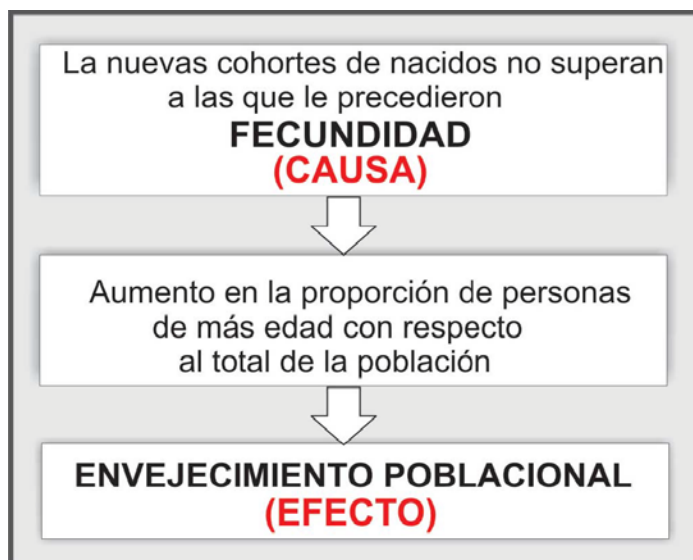 La nuevas cohortes de nacidos no superan
a las que le precedieron
FECUNDIDAD
(CAUSA)
Aumento en la proporción de personas
de más edad con respecto
al total de la población
ENVEJECIMIENTO POBLACIONAL
(EFECTO)